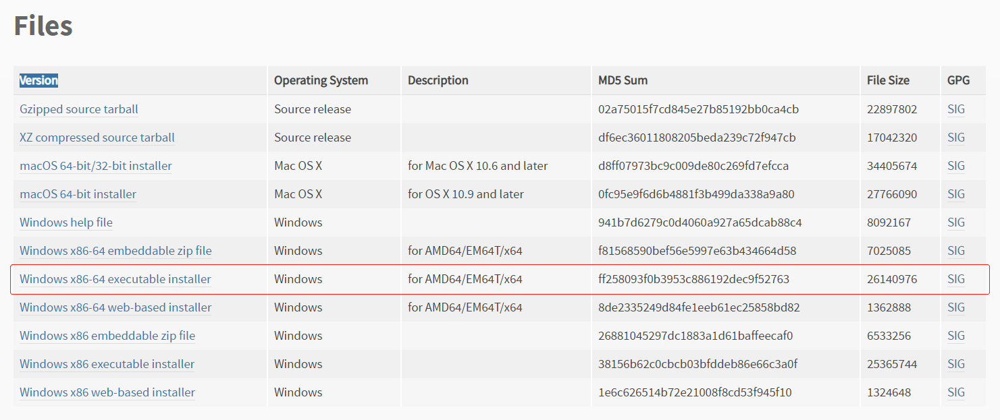 Files
Version Operating System Description MD5 Sum File Size GPG
Gzipped source tarball Source release 02a75015f7cd845e27b85192bb0ca4cb 22897802 SIG
XZ compressed source tarball Source release df6ec36011808205beda239c72f947cb 17042320 SIG
macOS 64-bit/32-bit installer Mac OS X for Mac OS X 10.6 and later d8ff07973bc9c009de80c269fd7efcca 34405674 SIG
macOS 64-bit installer Mac OS X for OS X 10.9 and later 0fc95e9f6d6b4881f3b499da338a9a80 27766090 SIG
Windows help file Windows 941b7d6279c0d4060a927a65dcab88c4 8092167 SIG
Windows x86-64 embeddable zip file Windows for AMD64/EM64T/x64 f81568590bef56e5997e63b434664d58 7025085 SIG
Windows x86-64 executable installer Windows for AMD64/EM64T/x64 ff258093f0b3953c886192dec9f52763 26140976 SIG
Windows x86-64 web-based installer Windows for AMD64/EM64T/x64 8de2335249d84fe1eeb61ec25858bd82 1362888 SIG
Windows x86 embeddable zip file Windows 26881045297dc1883a1d61baffeecaf0 6533256 SIG
Windows x86 executable installer Windows 38156b62c0cbcb03bfddeb86e66c3a0f 25365744 SIG
Windows x86 web-based installer Windows 1e6c626514b72e21008f8cd53f945f10 1324648 SIG